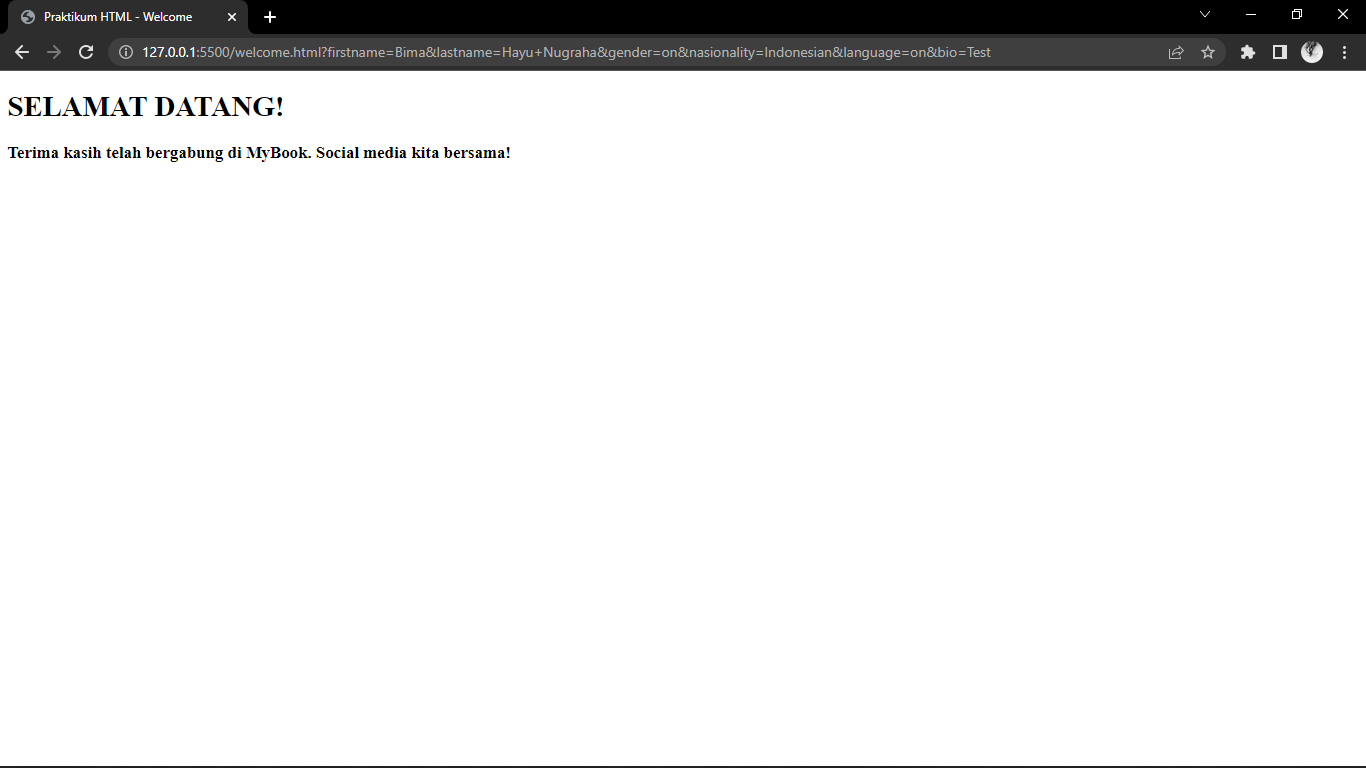 Praktikum HTML - Welcome
127.0.0.1:5500/welcome.html?firstname=Bima&lastname=Hayu+Nugraha&gender=on&nasionality=Indonesian&language=on&bio=Test
SELAMAT DATANG!
Terima kasih telah bergabung di MyBook. Social media kita bersama!